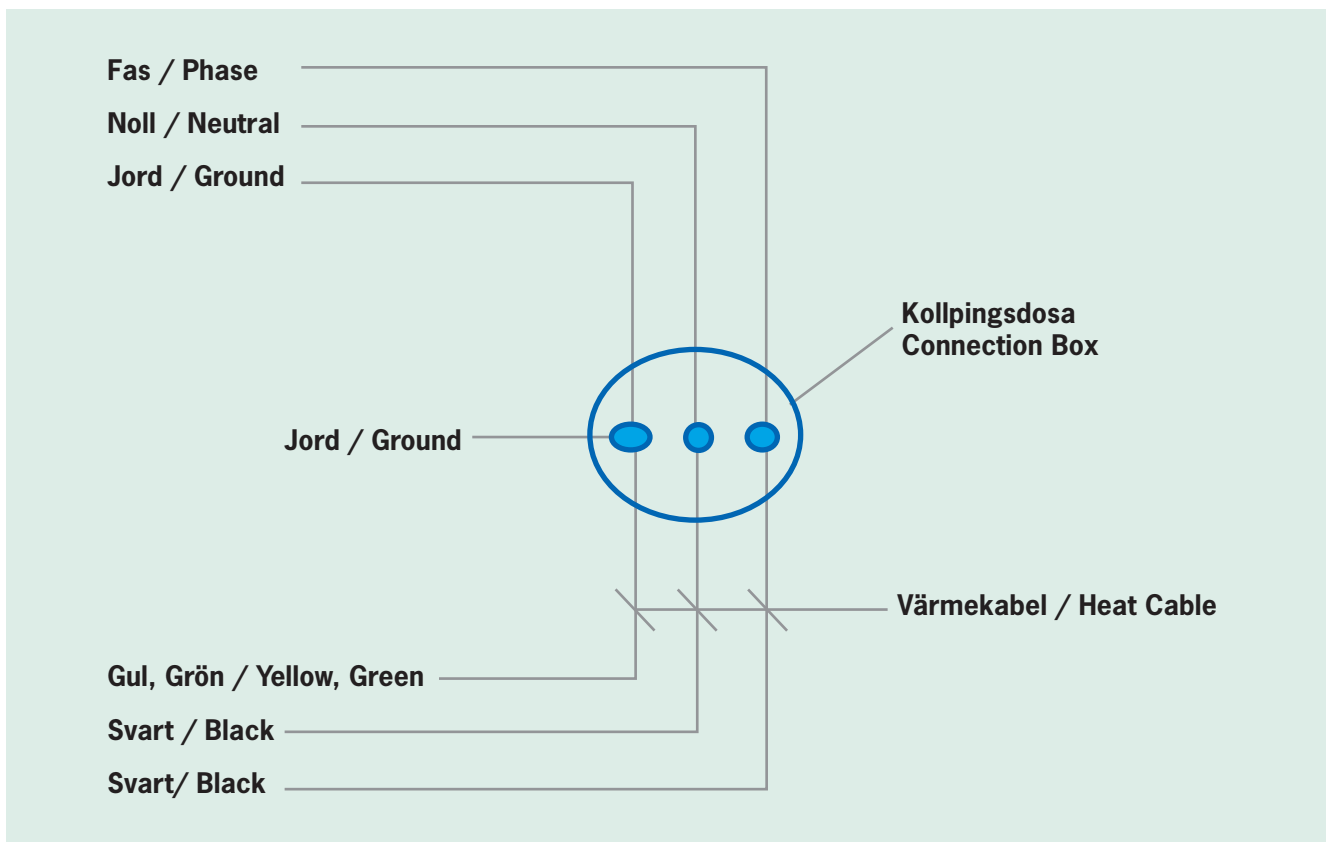 Fas / Phase
Noll / Neutral
Jord / Ground
Kollpingsdosa
Connection Box
Jord / Ground
Värmekabel / Heat Cable
Gul, Grön / Yellow, Green
Svart / Black
Svart/ Black